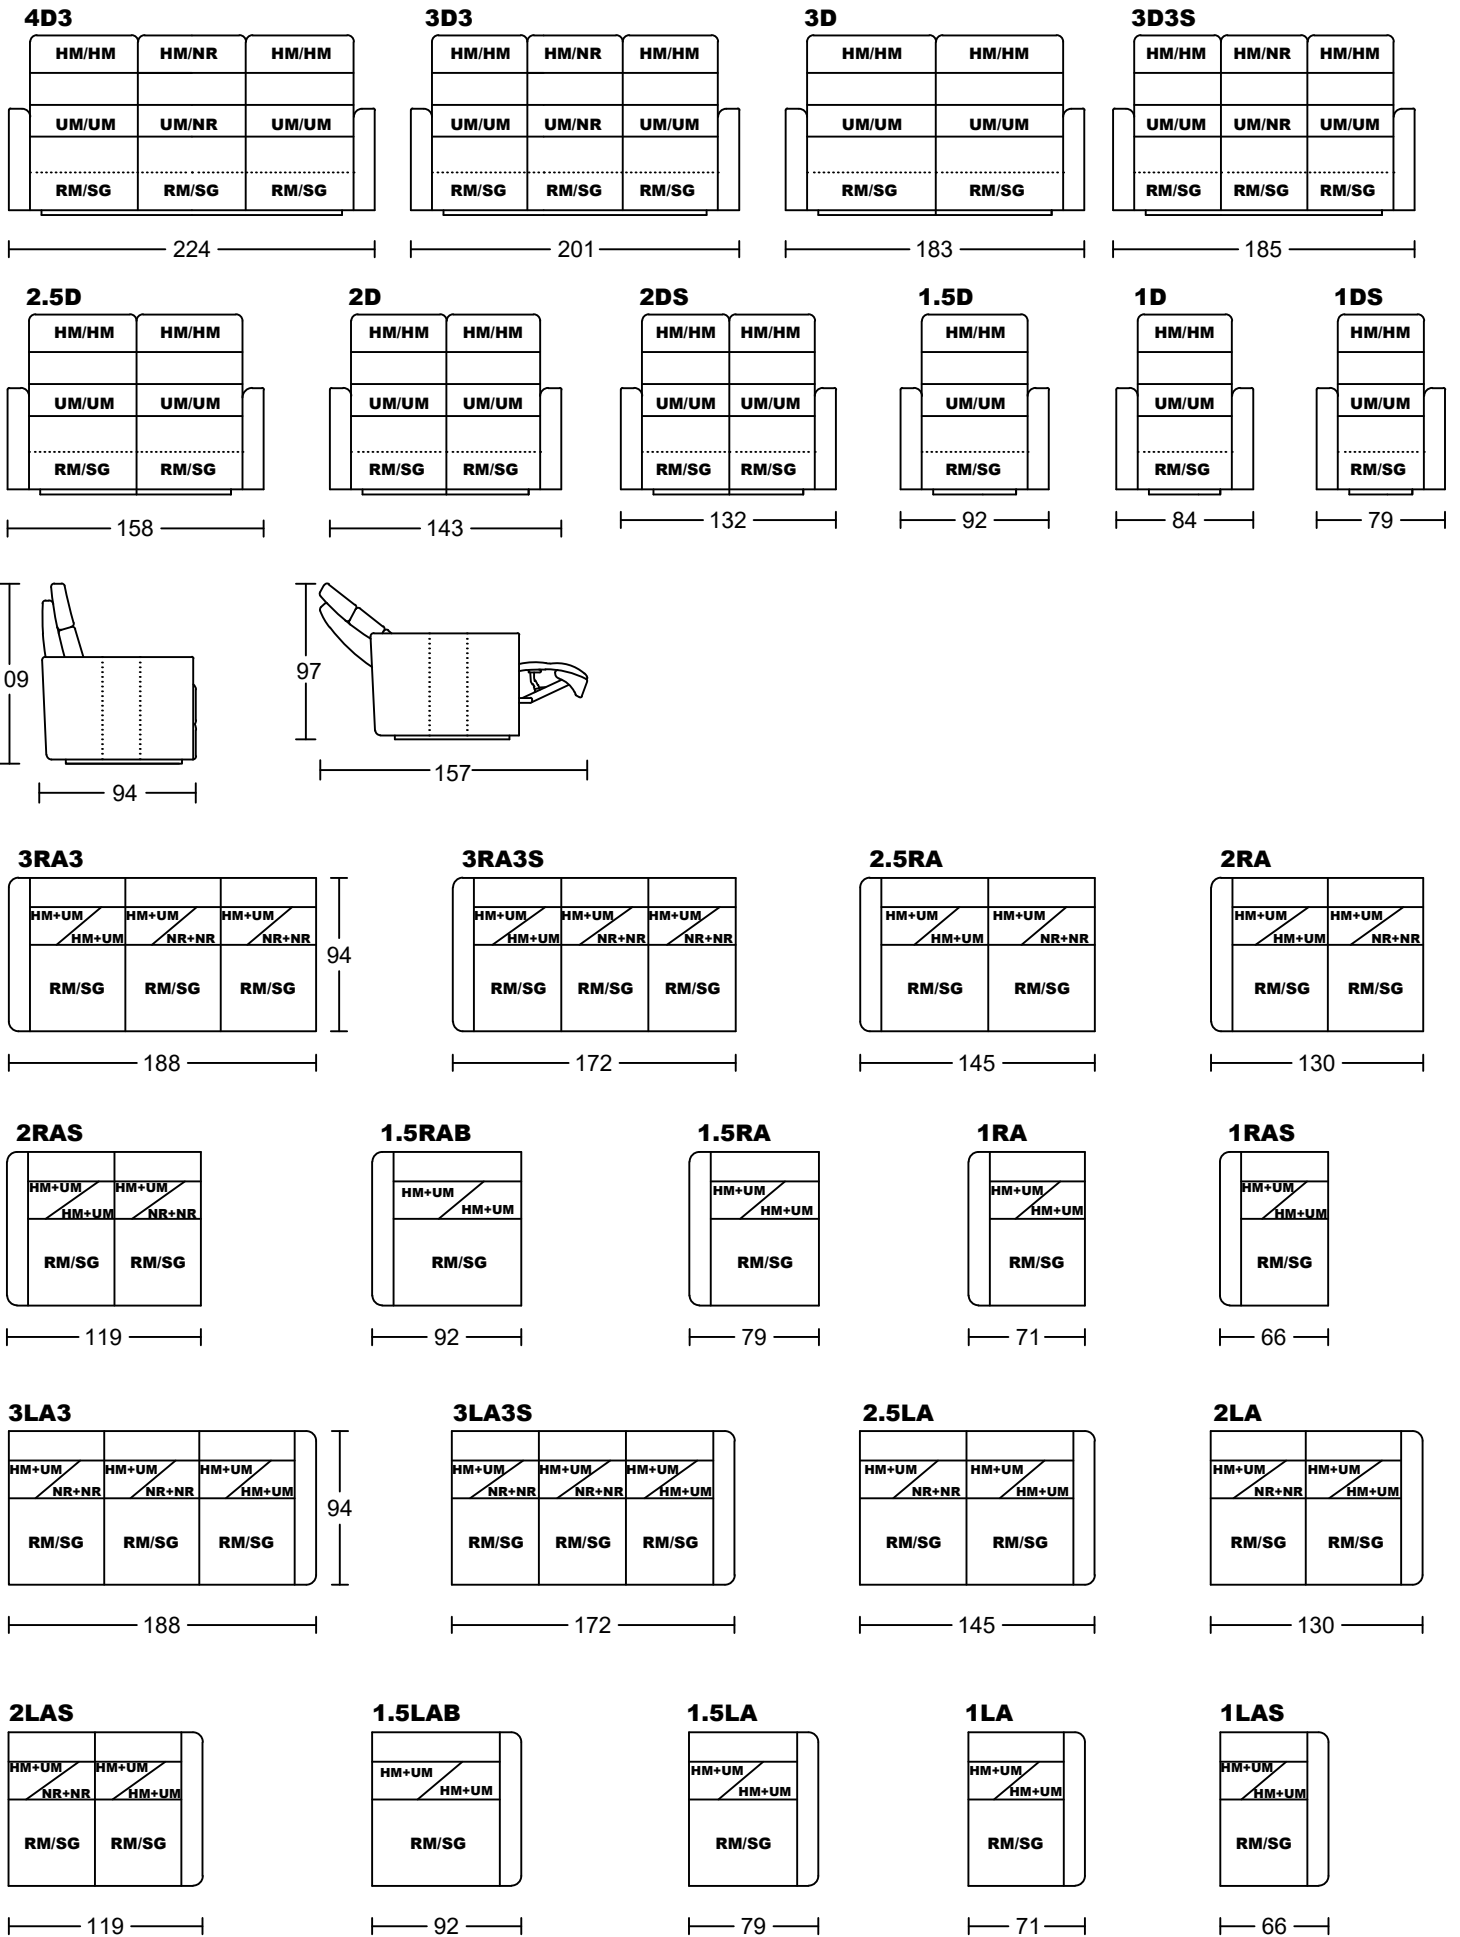 4D3 3D3 3D 3D3S
HM/HM HM/NR HM/HM HM/HM HM/NR HM/HM HM/HM HM/HM HM/HM HM/NR HM/HM
UM/UM UM/NR UM/UM UM/UM UM/NR UM/UM UM/UM UM/UM UM/UM UM/NR UM/UM
RM/SG RM/SG RM/SG RM/SG RM/SG RM/SG RM/SG RM/SG RM/SG RM/SG RM/SG
224 201 183 185
2.5D 2D 2DS 1.5D 1D 1DS
HM/HM HM/HM HM/HM HM/HM HM/HM HM/HM HM/HM HM/HM HM/HM
UM/UM UM/UM UM/UM UM/UM UM/UM UM/UM UM/UM UM/UM UM/UM
RM/SG RM/SG RM/SG RM/SG RM/SG RM/SG RM/SG RM/SG RM/SG
158 143 132 92 84 79
09 97
94 157
3RA3 3RA3S 2.5RA 2RA
HM+UM HM+UM HM+UM HM+UM HM+UM HM+UM HM+UM HM+UM HM+UM HM+UM
HM+UM NR+NR NR+NR HM+UM NR+NR NR+NR HM+UM NR+NR HM+UM NR+NR
94
RM/SG RM/SG RM/SG RM/SG RM/SG RM/SG RM/SG RM/SG RM/SG RM/SG
188 172 145 130
2RAS 1.5RAB 1.5RA 1RA 1RAS
HM+UM HM+UM HM+UM HM+UM HM+UM HM+UM
HM+UM NR+NR HM+UM HM+UM HM+UM HM+UM
RM/SG RM/SG RM/SG RM/SG RM/SG RM/SG
119 92 79 71 66
3LA3 3LA3S 2.5LA 2LA
HM+UM HM+UM HM+UM HM+UM HM+UM HM+UM HM+UM HM+UM HM+UM HM+UM
NR+NR NR+NR HM+UM NR+NR NR+NR HM+UM NR+NR HM+UM NR+NR HM+UM
94
RM/SG RM/SG RM/SG RM/SG RM/SG RM/SG RM/SG RM/SG RM/SG RM/SG
188 172 145 130
2LAS 1.5LAB 1.5LA 1LA 1LAS
HM+UM HM+UM HM+UM HM+UM HM+UM HM+UM
NR+NR HM+UM HM+UM HM+UM HM+UM HM+UM
RM/SG RM/SG RM/SG RM/SG RM/SG RM/SG
119 92 79 71 66